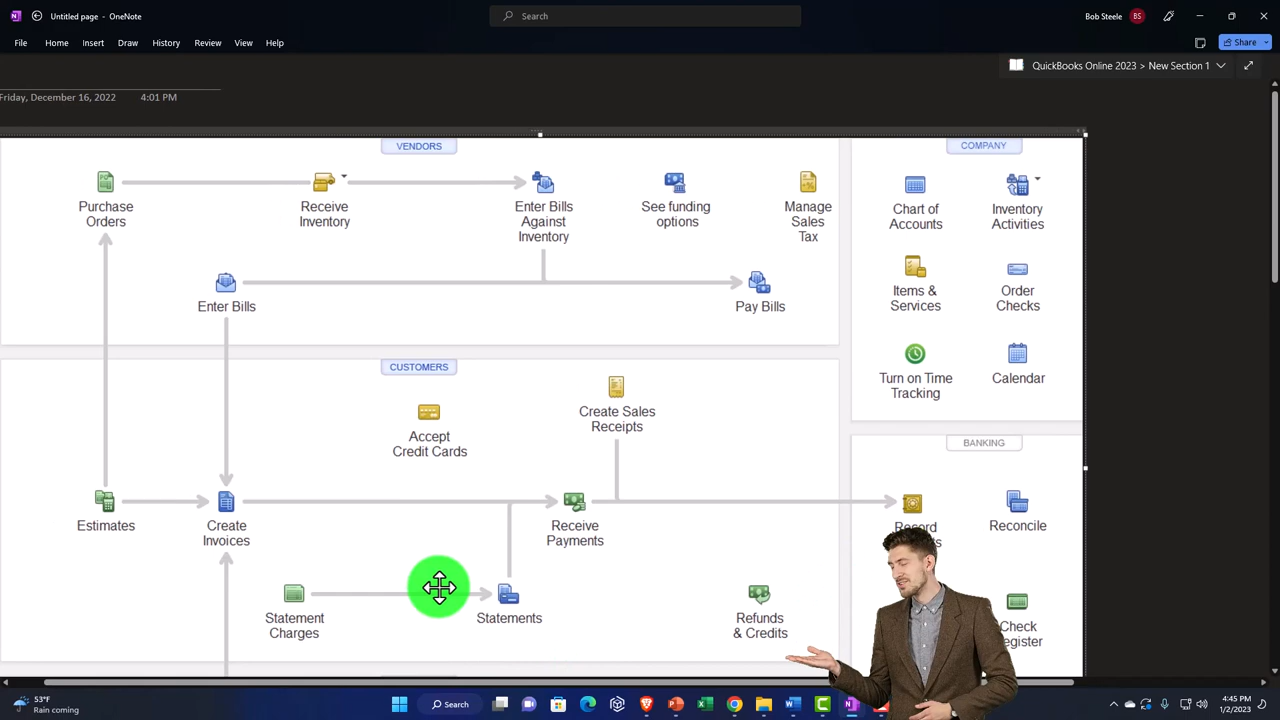 Untitled page - OneNote
Search
Bob Steele
BS
File
Home
Insert
Draw
History
Review
View
Help
Share
QuickBooks Online 2023 > New Section 1
Friday, December 16, 2022
4:01 PM
VENDORS
COMPANY
Purchase
Orders
Receive
Inventory
Enter Bills
Against
Inventory
See funding
options
Manage
Sales
Tax
Chart of
Accounts
Inventory
Activities
Enter Bills
Pay Bills
Items &
Services
Order
Checks
Turn on Time
Tracking
Calendar
CUSTOMERS
Accept
Credit Cards
Create Sales
Receipts
BANKING
Estimates
Create
Invoices
Receive
Payments
Record
Reconcile
Statement
Charges
Statements
Refunds
& Credits
Check
53°F
Rain coming
Search
4:45 PM
1/2/2023